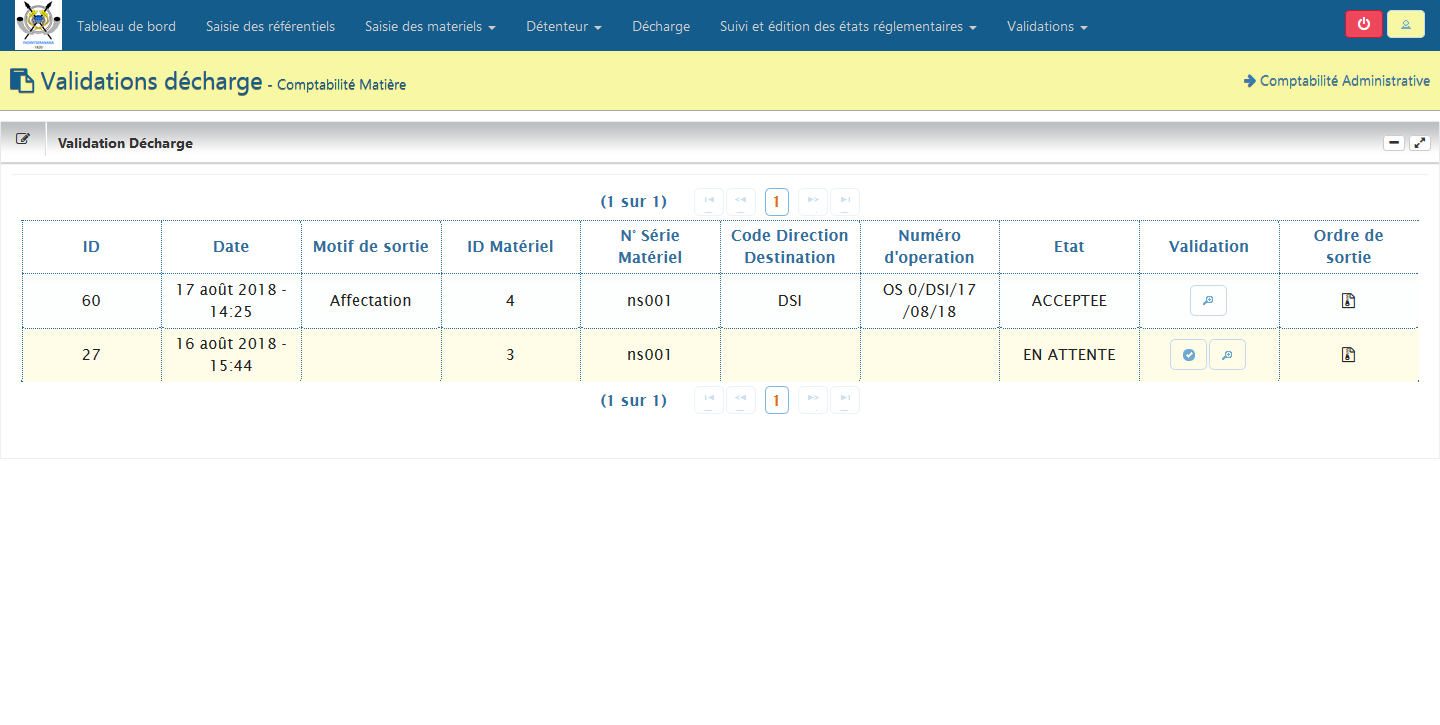 Tableau de bord
Saisie des référentiels
Saisie des materiels
Détenteur
Décharge
Suivi et édition des états réglementaires
Validations
Validations décharge - Comptabilité Matière
Comptabilité Administrative
Validation Décharge
(1 sur 1) 1
ID Date Motif de sortie ID Matériel N° Série Matériel Code Direction Destination Numéro d'operation Etat Validation Ordre de sortie
60 17 août 2018 - 14:25 Affectation 4 ns001 DSI OS 0/DSI/17 /08/18 ACCEPTEE
27 16 août 2018 - 15:44 3 ns001 EN ATTENTE
(1 sur 1) 1